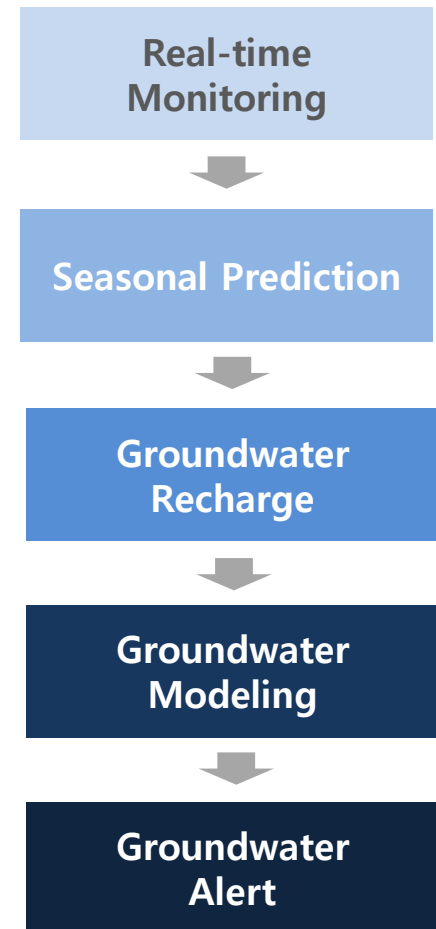 Real-time
Monitoring
Seasonal Prediction
Groundwater
Recharge
Groundwater
Modeling
Groundwater
Alert